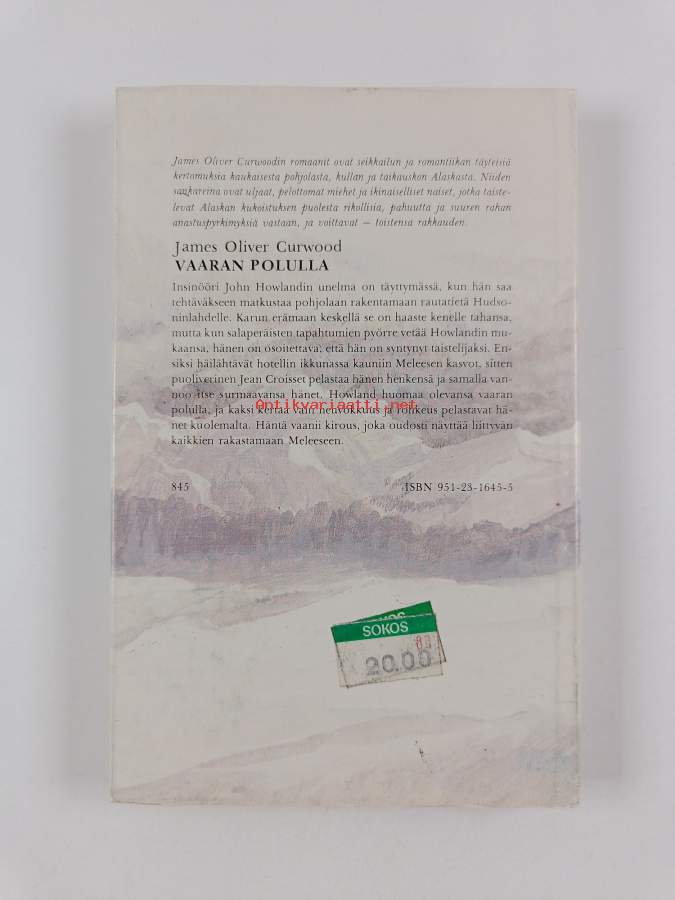 James Oliver Curwoodin romaanit ovat seikkailun ja romantiikan täyteisiä
kertomuksia kaukaisesta pohjolasta, kullan ja taikauskon Alaskasta. Niiden
sankareina ovat uljaat, pelottomat miehet ja ikinaiselliset naiset, jotka taiste-
levat Alaskan kukoistuksen puolesta rikollisia, pahuutta ja suuren rahan
anastuspyrkimyksiä vastaan, ja voittavat – toistensa rakkauden.
James Oliver Curwood
VAARAN POLULLA
Insinööri John Howlandin unelma on täyttymässä, kun hän saa
tehtäväkseen matkustaa pohjolaan rakentamaan rautatietä Hudso-
ninlahdelle. Karun erämaan keskellä se on haaste kenelle tahansa,
mutta kun salaperäisten tapahtumien pyörre vetää Howlandin mu-
kaansa, hänen on osoitettava, että hän on syntynyt taistelijaksi. En-
siksi häilähtävät hotellin ikkunassa kauniin Meleesen kasvot, sitten
puoliverinen Jean Croisset pelastaa hänen henkensä ja samalla van-
noo itse surmaavansa hänet. Howland huomaa olevansa vaaran
Antikvariaatti.net
polulla, ja kaksi kertaa vain neuvokkuus ja rohkeus pelastavat hä-
net kuolemalta. Häntä vaanii kirous, joka oudosti näyttää liittyvän
kaikkien rakastamaan Meleeseen.
845 ISBN 951-23-1645-5
SOKOS
83
20.00